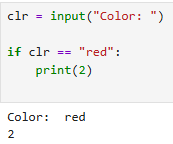 clr = input("Color: ")
if clr == "red":
    print(2)
Color:  red
2